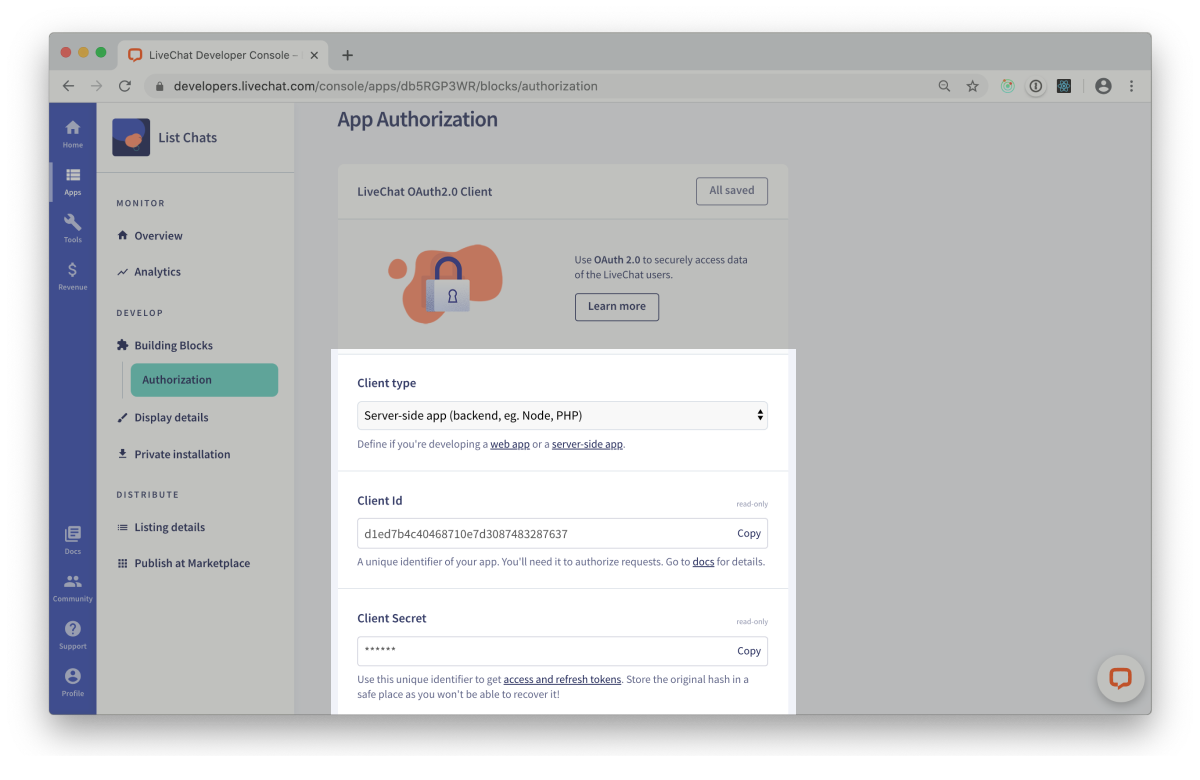 LiveChat Developer Console –
developers.livechat.com/console/apps/db5RGP3WR/blocks/authorization
Home
Apps
Tools
Revenue
Docs
Community
Support
Profile
List Chats
MONITOR
Overview
Analytics
DEVELOP
Building Blocks
Authorization
Display details
Private installation
DISTRIBUTE
Listing details
Publish at Marketplace
App Authorization
LiveChat OAuth2.0 Client
All saved
Use OAuth 2.0 to securely access data
of the LiveChat users.
Learn more
Client type
Server-side app (backend, eg. Node, PHP)
Define if you're developing a web app or a server-side app.
Client Id
read-only
d1ed7b4c40468710e7d3087483287637
Copy
A unique identifier of your app. You'll need it to authorize requests. Go to docs for details.
Client Secret
read-only
******
Copy
Use this unique identifier to get access and refresh tokens. Store the original hash in a
safe place as you won't be able to recover it!